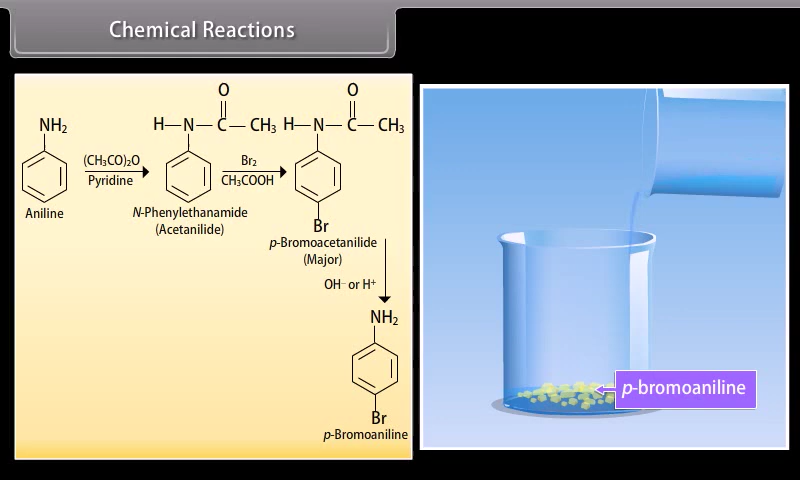 Chemical Reactions
O
O
NH₂
H—N—C—CH₃
H—N—C—CH₃
(CH₃CO)₂O
Pyridine
Br₂
CH₃COOH
Aniline
N-Phenylethanamide
(Acetanilide)
Br
p-Bromoacetanilide
(Major)
OH⁻ or H⁺
NH₂
Br
p-Bromoaniline
p-bromoaniline